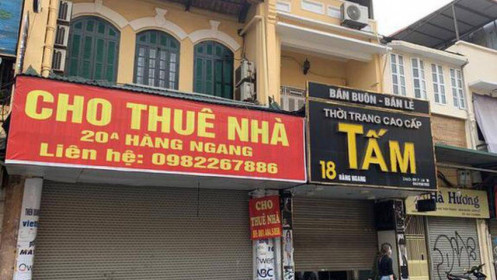 CHO THUÊ NHÀ
20A HÀNG NGANG
Liên hệ: 0982267886
BÁN BUÔN - BÁN LẺ
THỜI TRANG CAO CẤP
TẤM
18 HÀNG NGANG
CHO
THUÊ NHÀ
Hà Hương
ABC